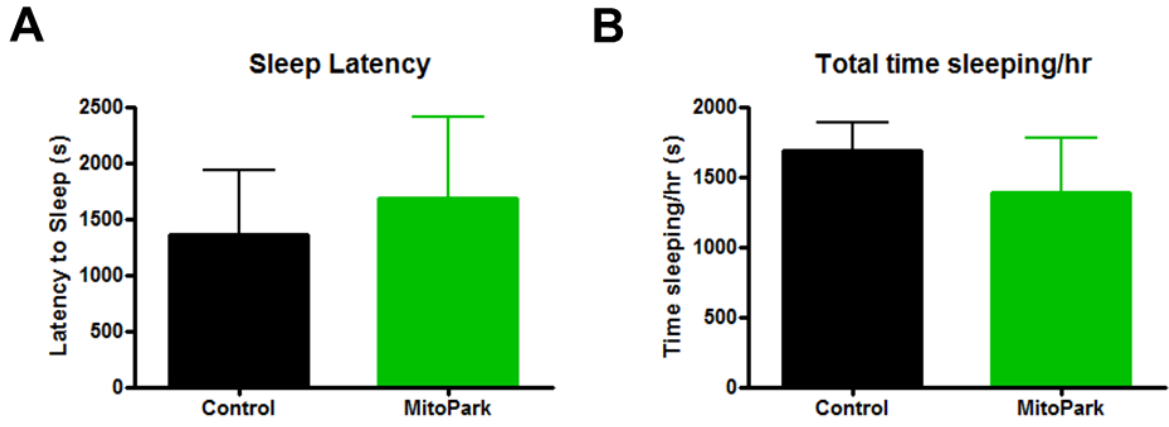 A
Sleep Latency
Latency to Sleep (s)
2500
2000
1500
1000
500
0
Control MitoPark
B
Total time sleeping/hr
Time sleeping/hr (s)
2000
1500
1000
500
0
Control MitoPark